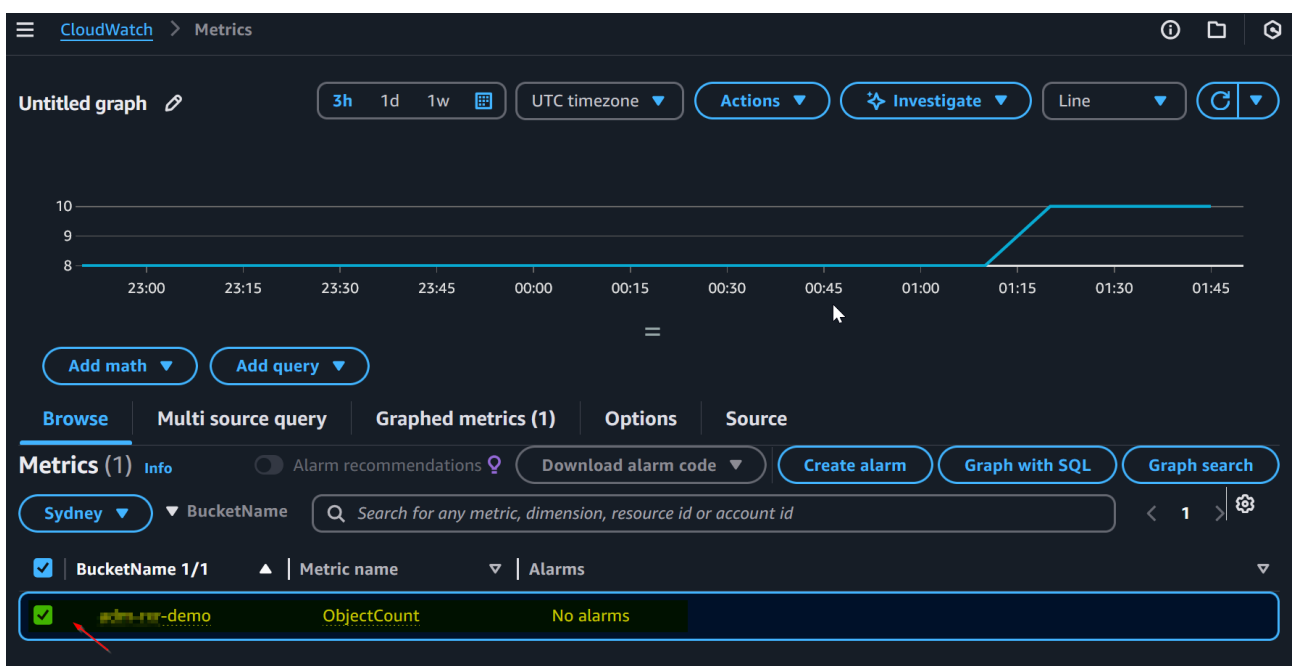 CloudWatch > Metrics
Untitled graph 3h 1d 1w UTC timezone Actions Investigate Line
10
9
8
23:00 23:15 23:30 23:45 00:00 00:15 00:30 00:45 01:00 01:15 01:30 01:45
Add math Add query
Browse Multi source query Graphed metrics (1) Options Source
Metrics (1) Info Alarm recommendations Download alarm code Create alarm Graph with SQL Graph search
Sydney BucketName Search for any metric, dimension, resource id or account id < 1 >
BucketName 1/1 Metric name Alarms
-demo ObjectCount No alarms